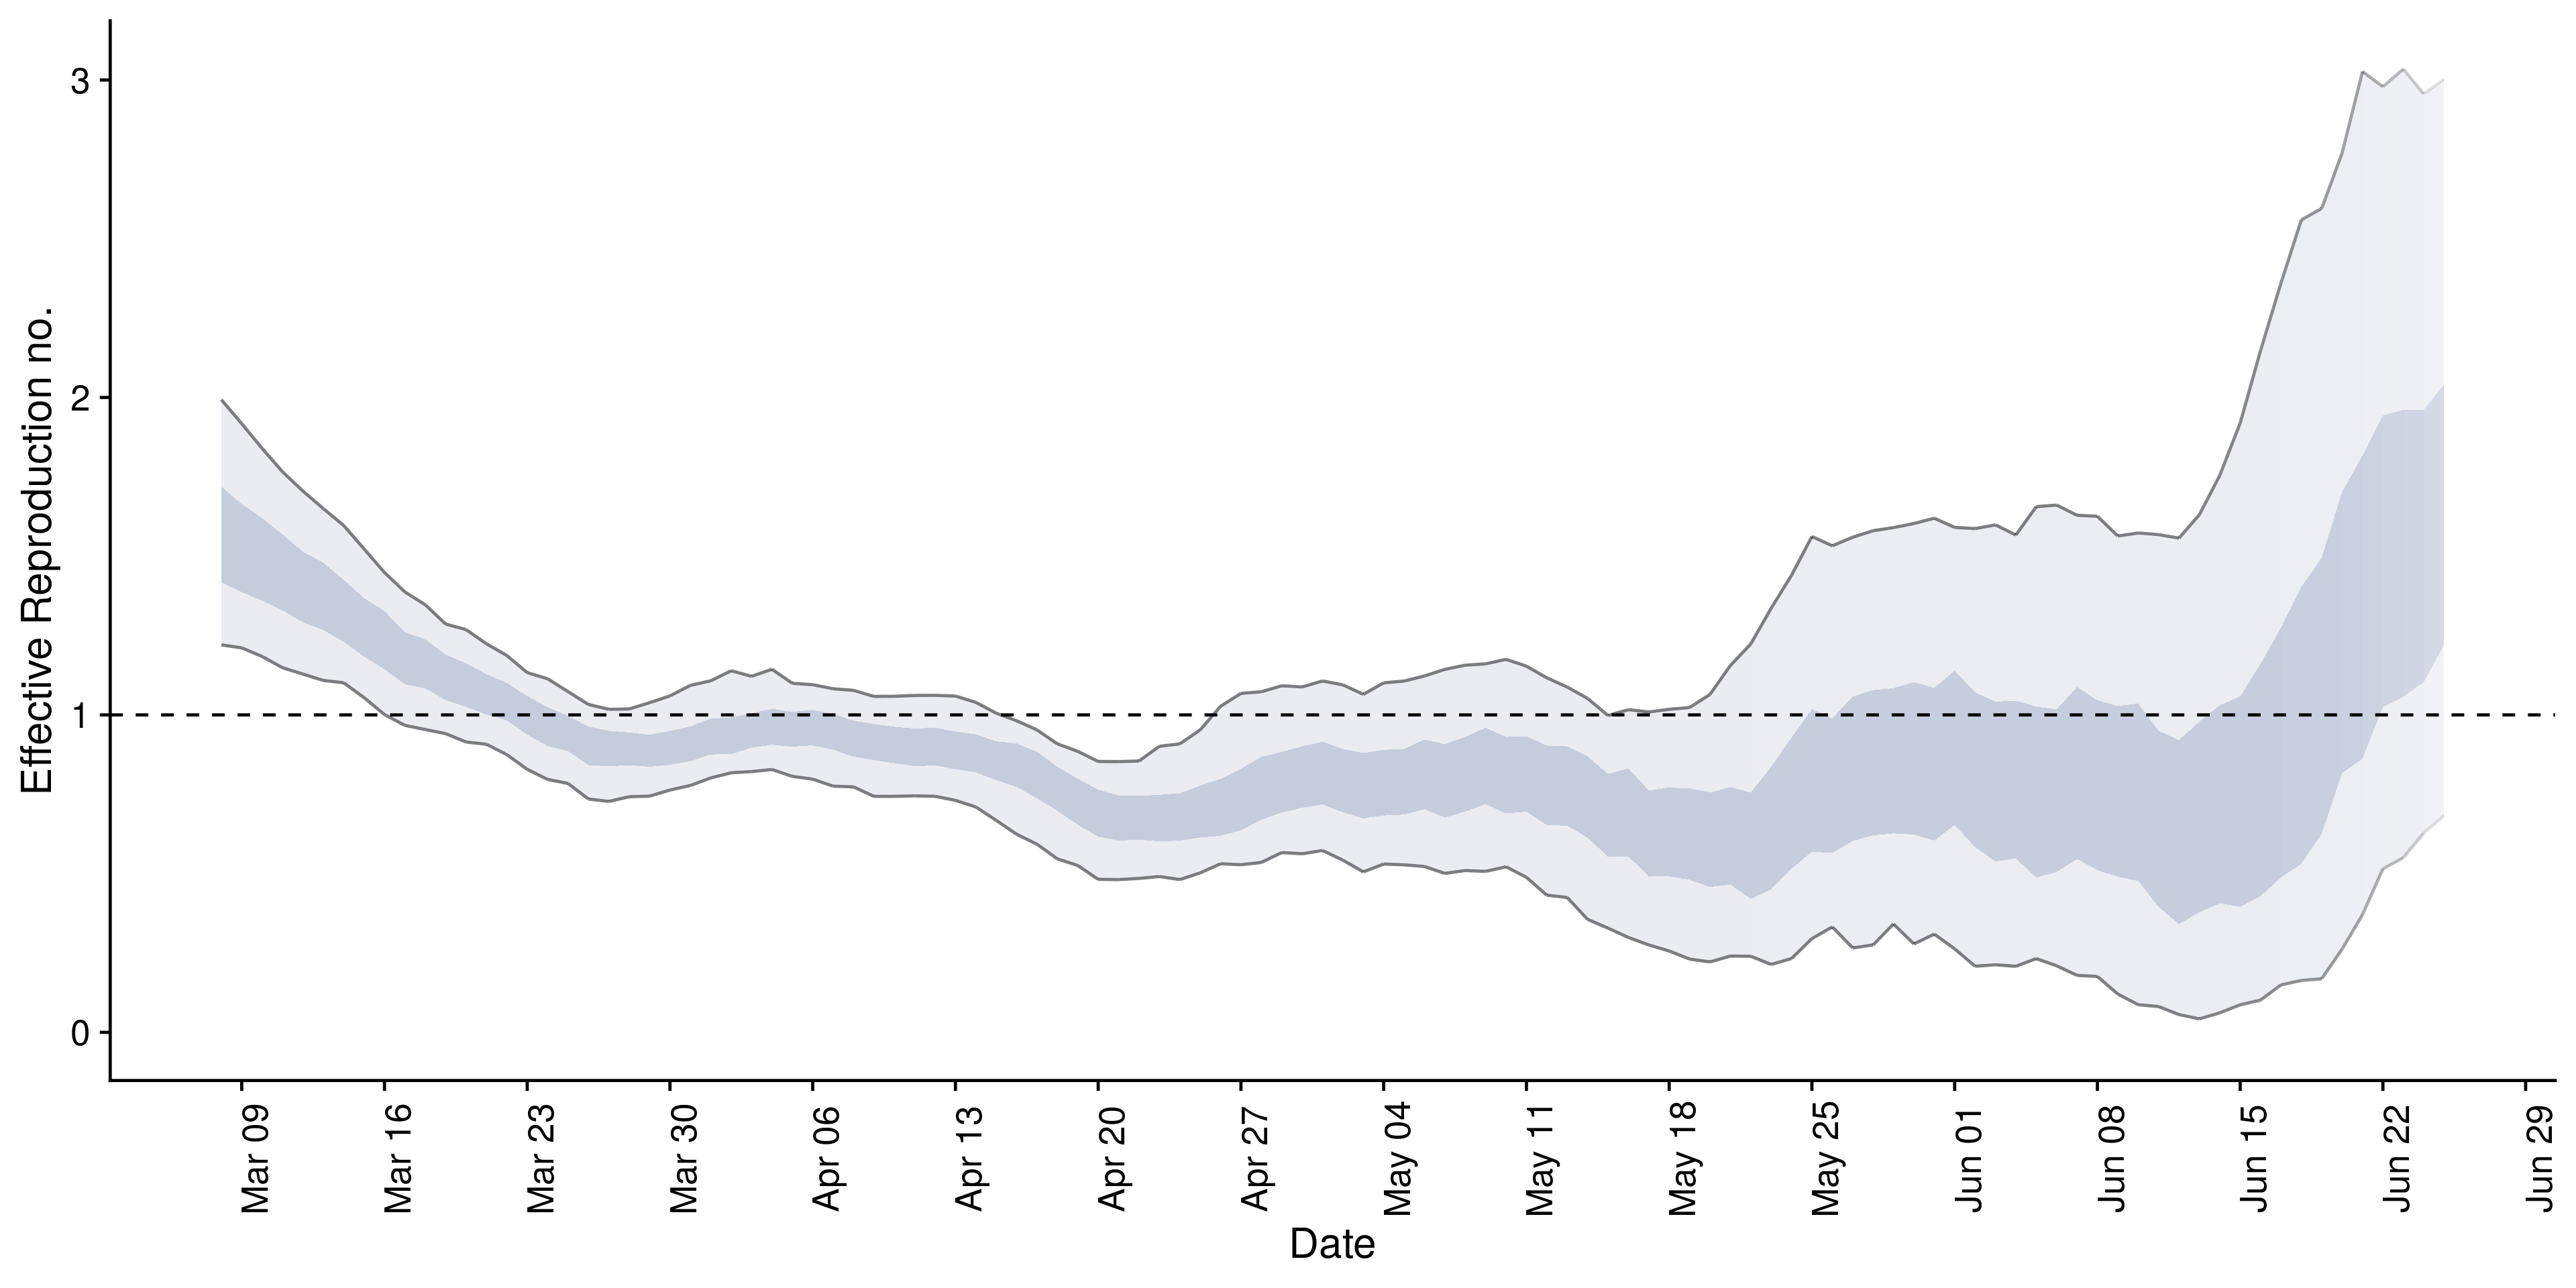 Effective Reproduction no.
3
2
1
0
Mar 09
Mar 16
Mar 23
Mar 30
Apr 06
Apr 13
Apr 20
Apr 27
May 04
May 11
May 18
May 25
Jun 01
Jun 08
Jun 15
Jun 22
Jun 29
Date